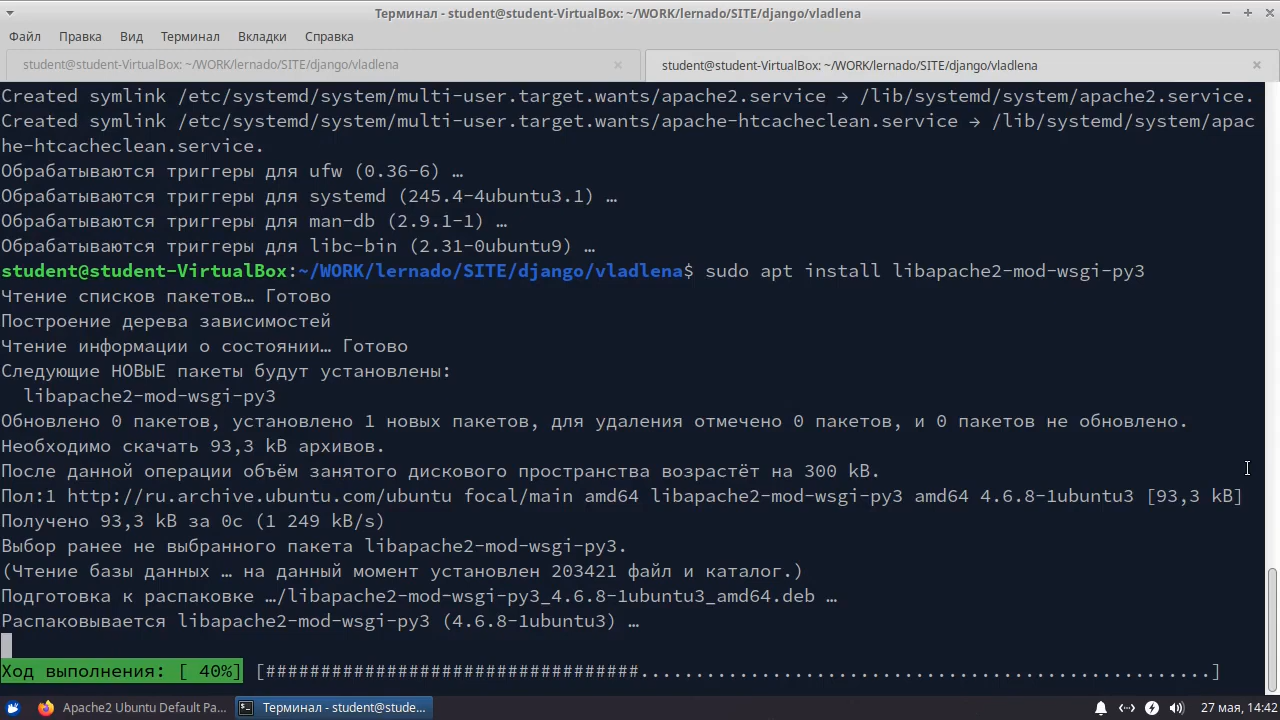 Терминал - student@student-VirtualBox: ~/WORK/lernado/SITE/django/vladlena
Файл Правка Вид Терминал Вкладки Справка
student@student-VirtualBox: ~/WORK/lernado/SITE/django/vladlena
student@student-VirtualBox: ~/WORK/lernado/SITE/django/vladlena
Created symlink /etc/systemd/system/multi-user.target.wants/apache2.service → /lib/systemd/system/apache2.service.
Created symlink /etc/systemd/system/multi-user.target.wants/apache-htcacheclean.service → /lib/systemd/system/apac
he-htcacheclean.service.
Обрабатываются триггеры для ufw (0.36-6) …
Обрабатываются триггеры для systemd (245.4-4ubuntu3.1) …
Обрабатываются триггеры для man-db (2.9.1-1) …
Обрабатываются триггеры для libc-bin (2.31-0ubuntu9) …
student@student-VirtualBox:~/WORK/lernado/SITE/django/vladlena$ sudo apt install libapache2-mod-wsgi-py3
Чтение списков пакетов… Готово
Построение дерева зависимостей
Чтение информации о состоянии… Готово
Следующие НОВЫЕ пакеты будут установлены:
libapache2-mod-wsgi-py3
Обновлено 0 пакетов, установлено 1 новых пакетов, для удаления отмечено 0 пакетов, и 0 пакетов не обновлено.
Необходимо скачать 93,3 kB архивов.
После данной операции объём занятого дискового пространства возрастёт на 300 kB.
Пол:1 http://ru.archive.ubuntu.com/ubuntu focal/main amd64 libapache2-mod-wsgi-py3 amd64 4.6.8-1ubuntu3 [93,3 kB]
Получено 93,3 kB за 0с (1 249 kB/s)
Выбор ранее не выбранного пакета libapache2-mod-wsgi-py3.
(Чтение базы данных … на данный момент установлен 203421 файл и каталог.)
Подготовка к распаковке …/libapache2-mod-wsgi-py3_4.6.8-1ubuntu3_amd64.deb …
Распаковывается libapache2-mod-wsgi-py3 (4.6.8-1ubuntu3) …
Ход выполнения: [ 40%] [##################################....................................................]
Apache2 Ubuntu Default Pa... Терминал - student@stude... 27 мая, 14:42